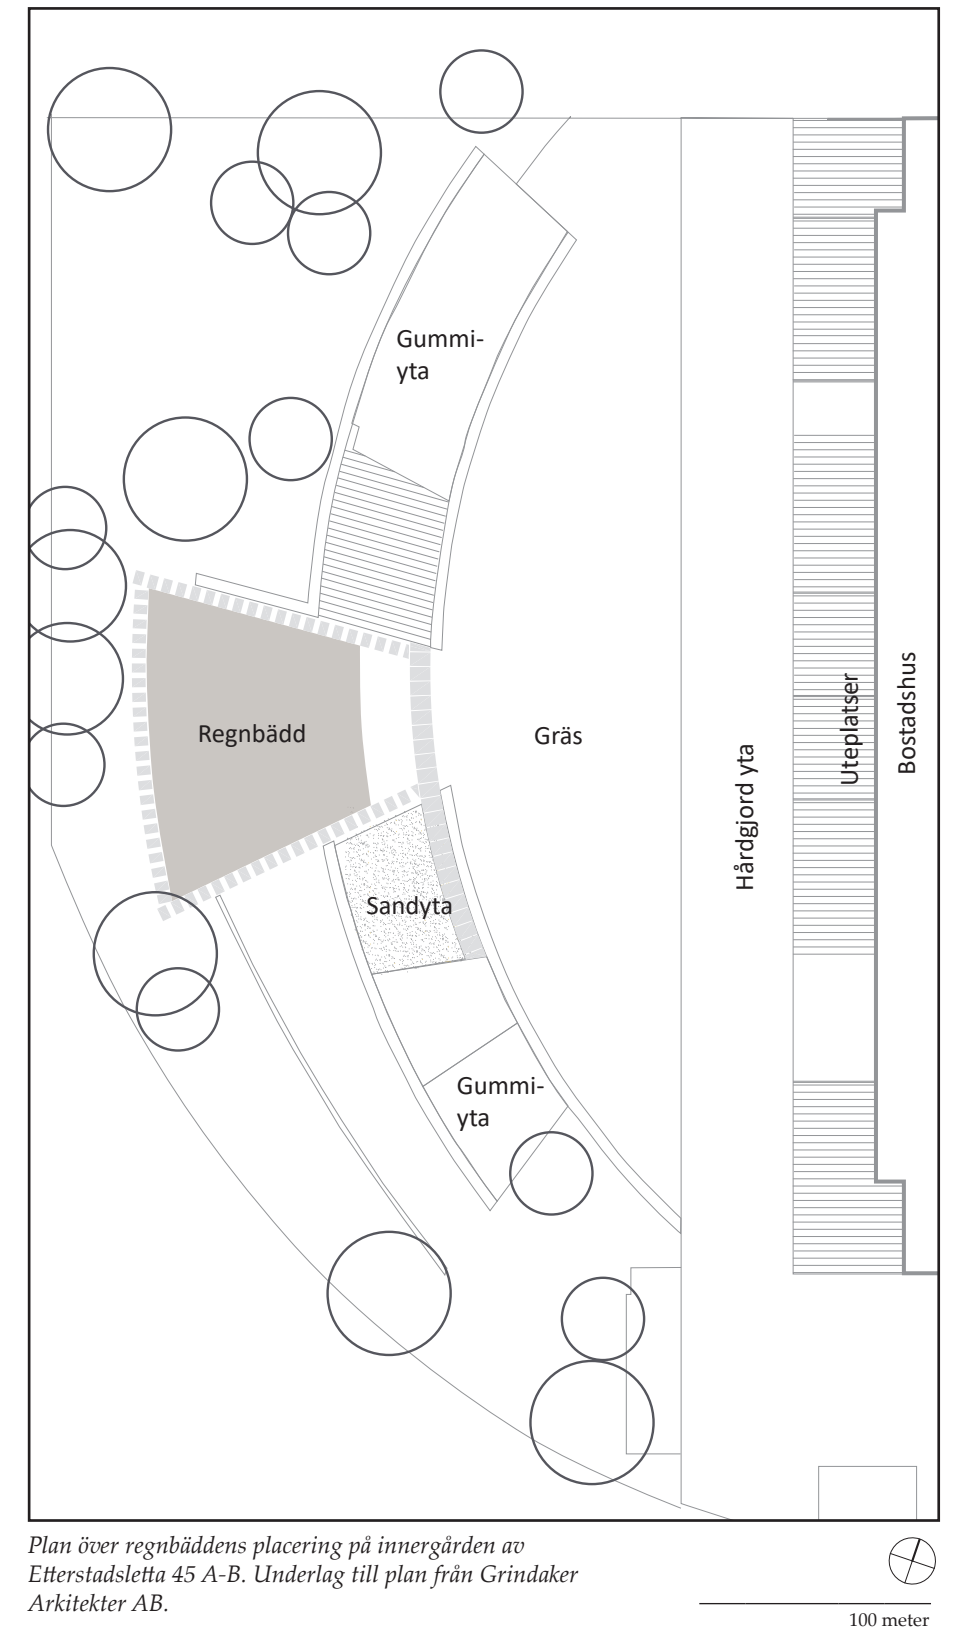 Gummi-
yta
Regnbädd
Gräs
Hårdgjord yta
Uteplatser
Bostadshus
Sandyta
Gummi-
yta
Plan över regnbäddens placering på innergården av
Etterstadsletta 45 A-B. Underlag till plan från Grindaker
Arkitekter AB.
100 meter